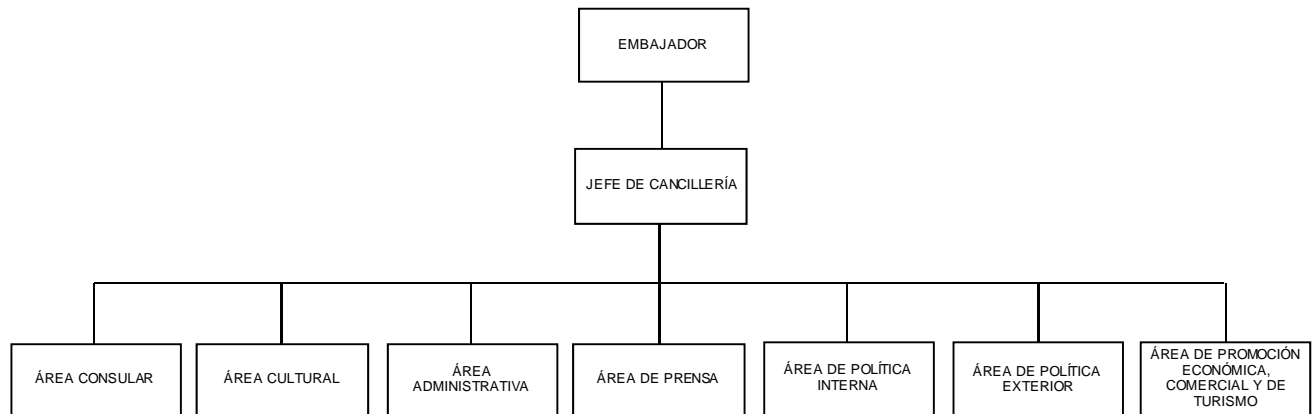 EMBAJADOR
JEFE DE CANCILLERÍA
ÁREA CONSULAR
ÁREA CULTURAL
ÁREA
ADMINISTRATIVA
ÁREA DE PRENSA
ÁREA DE POLÍTICA
INTERNA
ÁREA DE POLÍTICA
EXTERIOR
ÁREA DE PROMOCIÓN
ECONÓMICA,
COMERCIAL Y DE
TURISMO